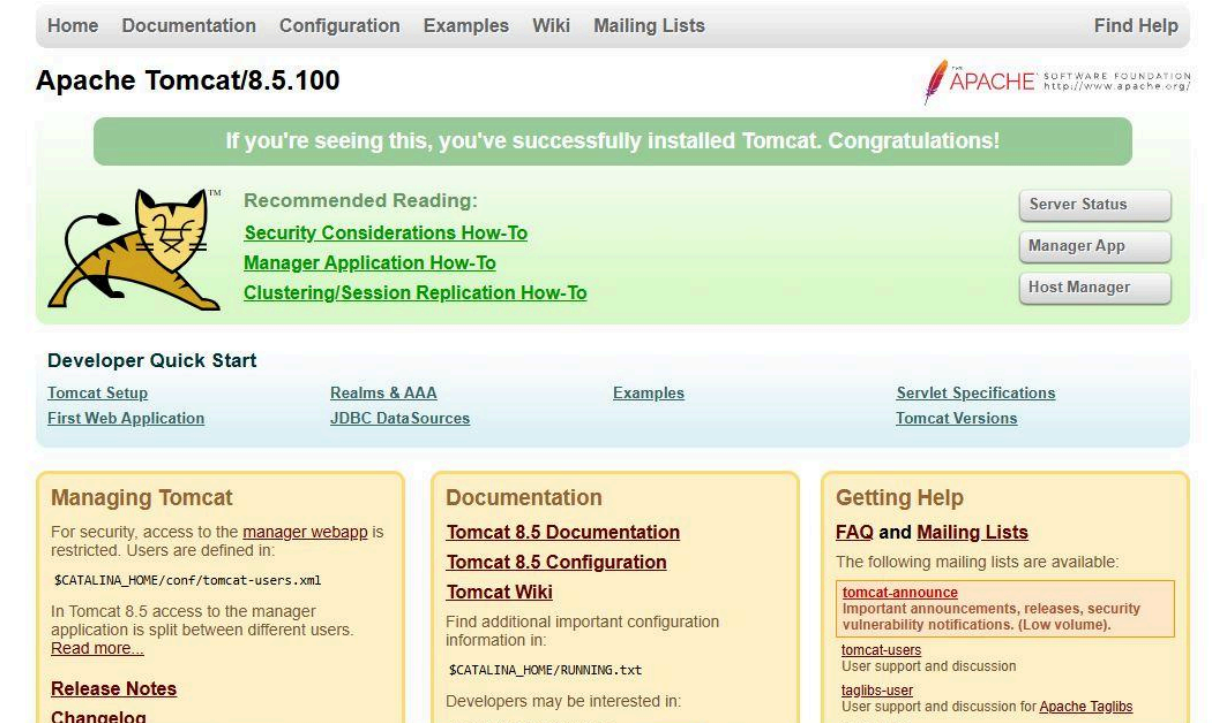 Home Documentation Configuration Examples Wiki Mailing Lists Find Help
Apache Tomcat/8.5.100
THE
APACHE SOFTWARE FOUNDATION
http://www.apache.org/
If you're seeing this, you've successfully installed Tomcat. Congratulations!
TM
Recommended Reading:
Security Considerations How-To
Manager Application How-To
Clustering/Session Replication How-To
Server Status
Manager App
Host Manager
Developer Quick Start
Tomcat Setup
First Web Application
Realms & AAA
JDBC DataSources
Examples
Servlet Specifications
Tomcat Versions
Managing Tomcat
For security, access to the manager webapp is
restricted. Users are defined in:
$CATALINA_HOME/conf/tomcat-users.xml
In Tomcat 8.5 access to the manager
application is split between different users.
Read more...
Release Notes
Changelog
Documentation
Tomcat 8.5 Documentation
Tomcat 8.5 Configuration
Tomcat Wiki
Find additional important configuration
information in:
$CATALINA_HOME/RUNNING.txt
Developers may be interested in:
Getting Help
FAQ and Mailing Lists
The following mailing lists are available:
tomcat-announce
Important announcements, releases, security
vulnerability notifications. (Low volume).
tomcat-users
User support and discussion
taglibs-user
User support and discussion for Apache Taglibs